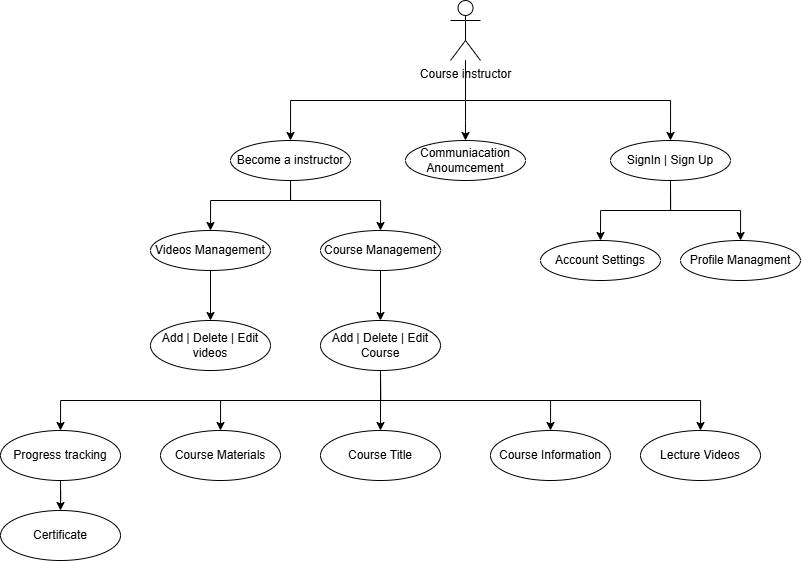 Course instructor
Become a instructor
Communiacation
Anoumcement
SignIn | Sign Up
Videos Management
Course Management
Account Settings
Profile Managment
Add | Delete | Edit
videos
Add | Delete | Edit
Course
Progress tracking
Course Materials
Course Title
Course Information
Lecture Videos
Certificate